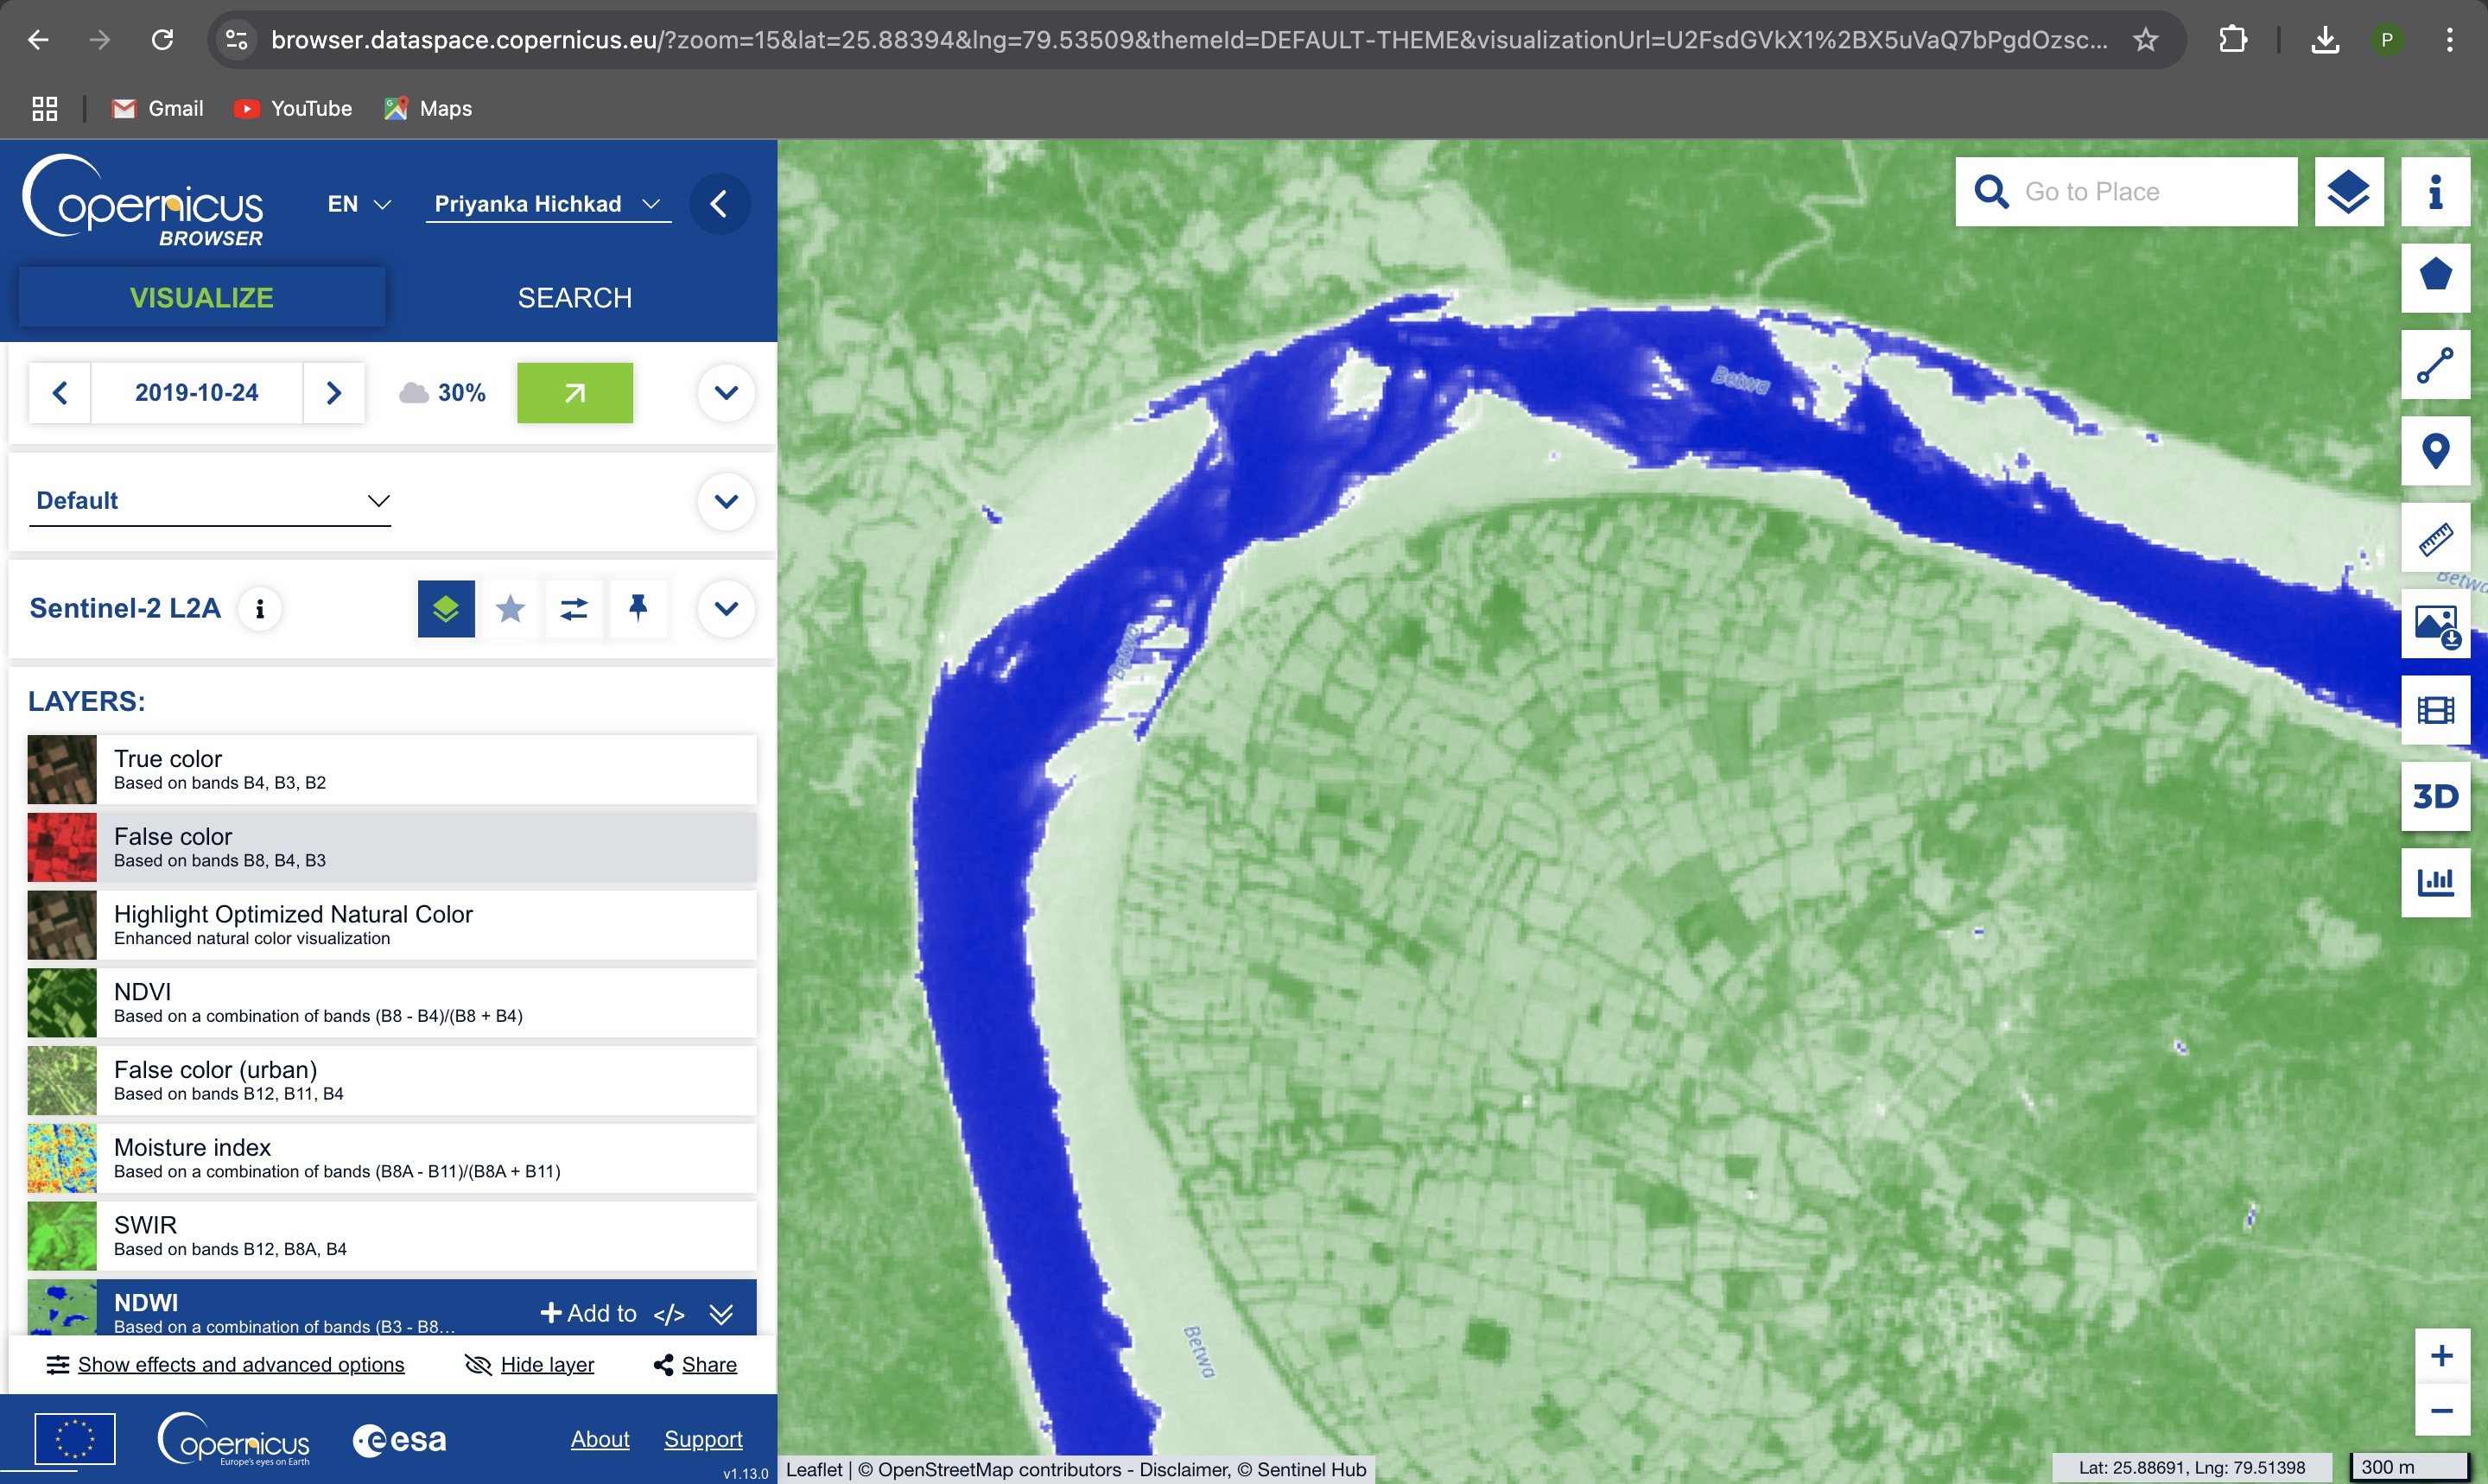 browser.dataspace.copernicus.eu/?zoom=15&lat=25.88394&lng=79.53509&themeId=DEFAULT-THEME&visualizationUrl=U2FsdGVkX1%2BX5uVaQ7bPgdOzsc...
P
Gmail
YouTube
Maps
Copernicus
BROWSER
EN
Priyanka Hichkad
VISUALIZE
SEARCH
2019-10-24
30%
Default
Sentinel-2 L2A
LAYERS:
True color
Based on bands B4, B3, B2
False color
Based on bands B8, B4, B3
Highlight Optimized Natural Color
Enhanced natural color visualization
NDVI
Based on a combination of bands (B8 - B4)/(B8 + B4)
False color (urban)
Based on bands B12, B11, B4
Moisture index
Based on a combination of bands (B8A - B11)/(B8A + B11)
SWIR
Based on bands B12, B8A, B4
NDWI
Based on a combination of bands (B3 - B8...
Add to
</>
Show effects and advanced options
Hide layer
Share
Copernicus
Europe's eyes on Earth
esa
About
Support
v1.13.0
Go to Place
Betwa
Betwa
Betwa
Betwa
3D
Leaflet | © OpenStreetMap contributors - Disclaimer, © Sentinel Hub
Lat: 25.88691, Lng: 79.51398
300 m